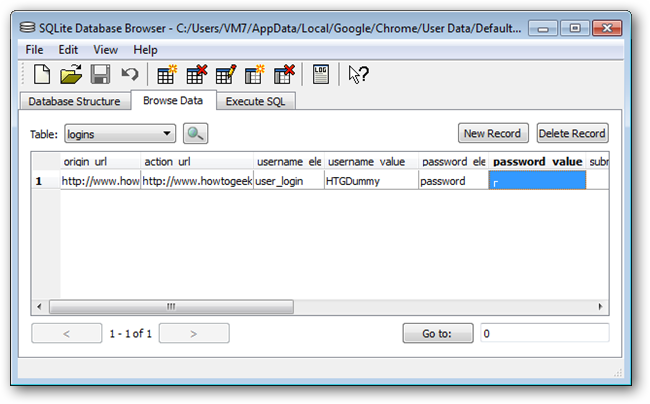 SQLite Database Browser - C:/Users/VM7/AppData/Local/Google/Chrome/User Data/Default...
File Edit View Help
LOG
Database Structure Browse Data Execute SQL
Table: logins New Record Delete Record
origin_url action_url username_ele username_value password_ele password_value subm
1 http://www.how http://www.howtogeek user_login HTGDummy password r
< 1 - 1 of 1 > Go to: 0